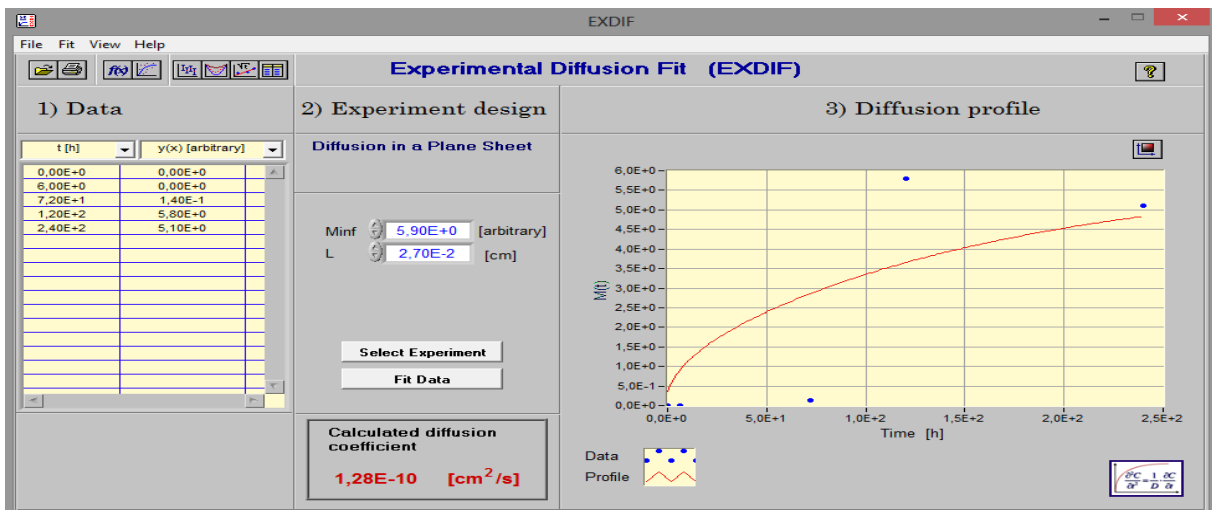 EXDIF
File Fit View Help
Experimental Diffusion Fit (EXDIF)
1) Data
2) Experiment design
3) Diffusion profile
t [h] y(x) [arbitrary]
0,00E+0 0,00E+0
6,00E+0 0,00E+0
7,20E+1 1,40E-1
1,20E+2 5,80E+0
2,40E+2 5,10E+0
Diffusion in a Plane Sheet
Minf 5,90E+0 [arbitrary]
L 2,70E-2 [cm]
Select Experiment
Fit Data
Calculated diffusion
coefficient
1,28E-10 [cm²/s]
6,0E+0
5,5E+0
5,0E+0
4,5E+0
4,0E+0
3,5E+0
3,0E+0
2,5E+0
2,0E+0
1,5E+0
1,0E+0
5,0E-1
0,0E+0
M(t)
0,0E+0 5,0E+1 1,0E+2 1,5E+2 2,0E+2 2,5E+2
Time [h]
Data
Profile